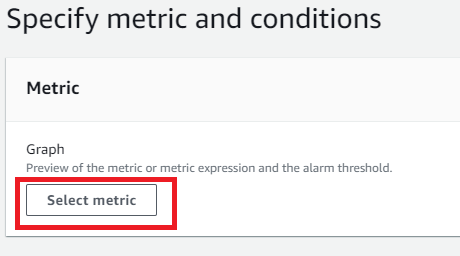 Specify metric and conditions
Metric
Graph
Preview of the metric or metric expression and the alarm threshold.
Select metric